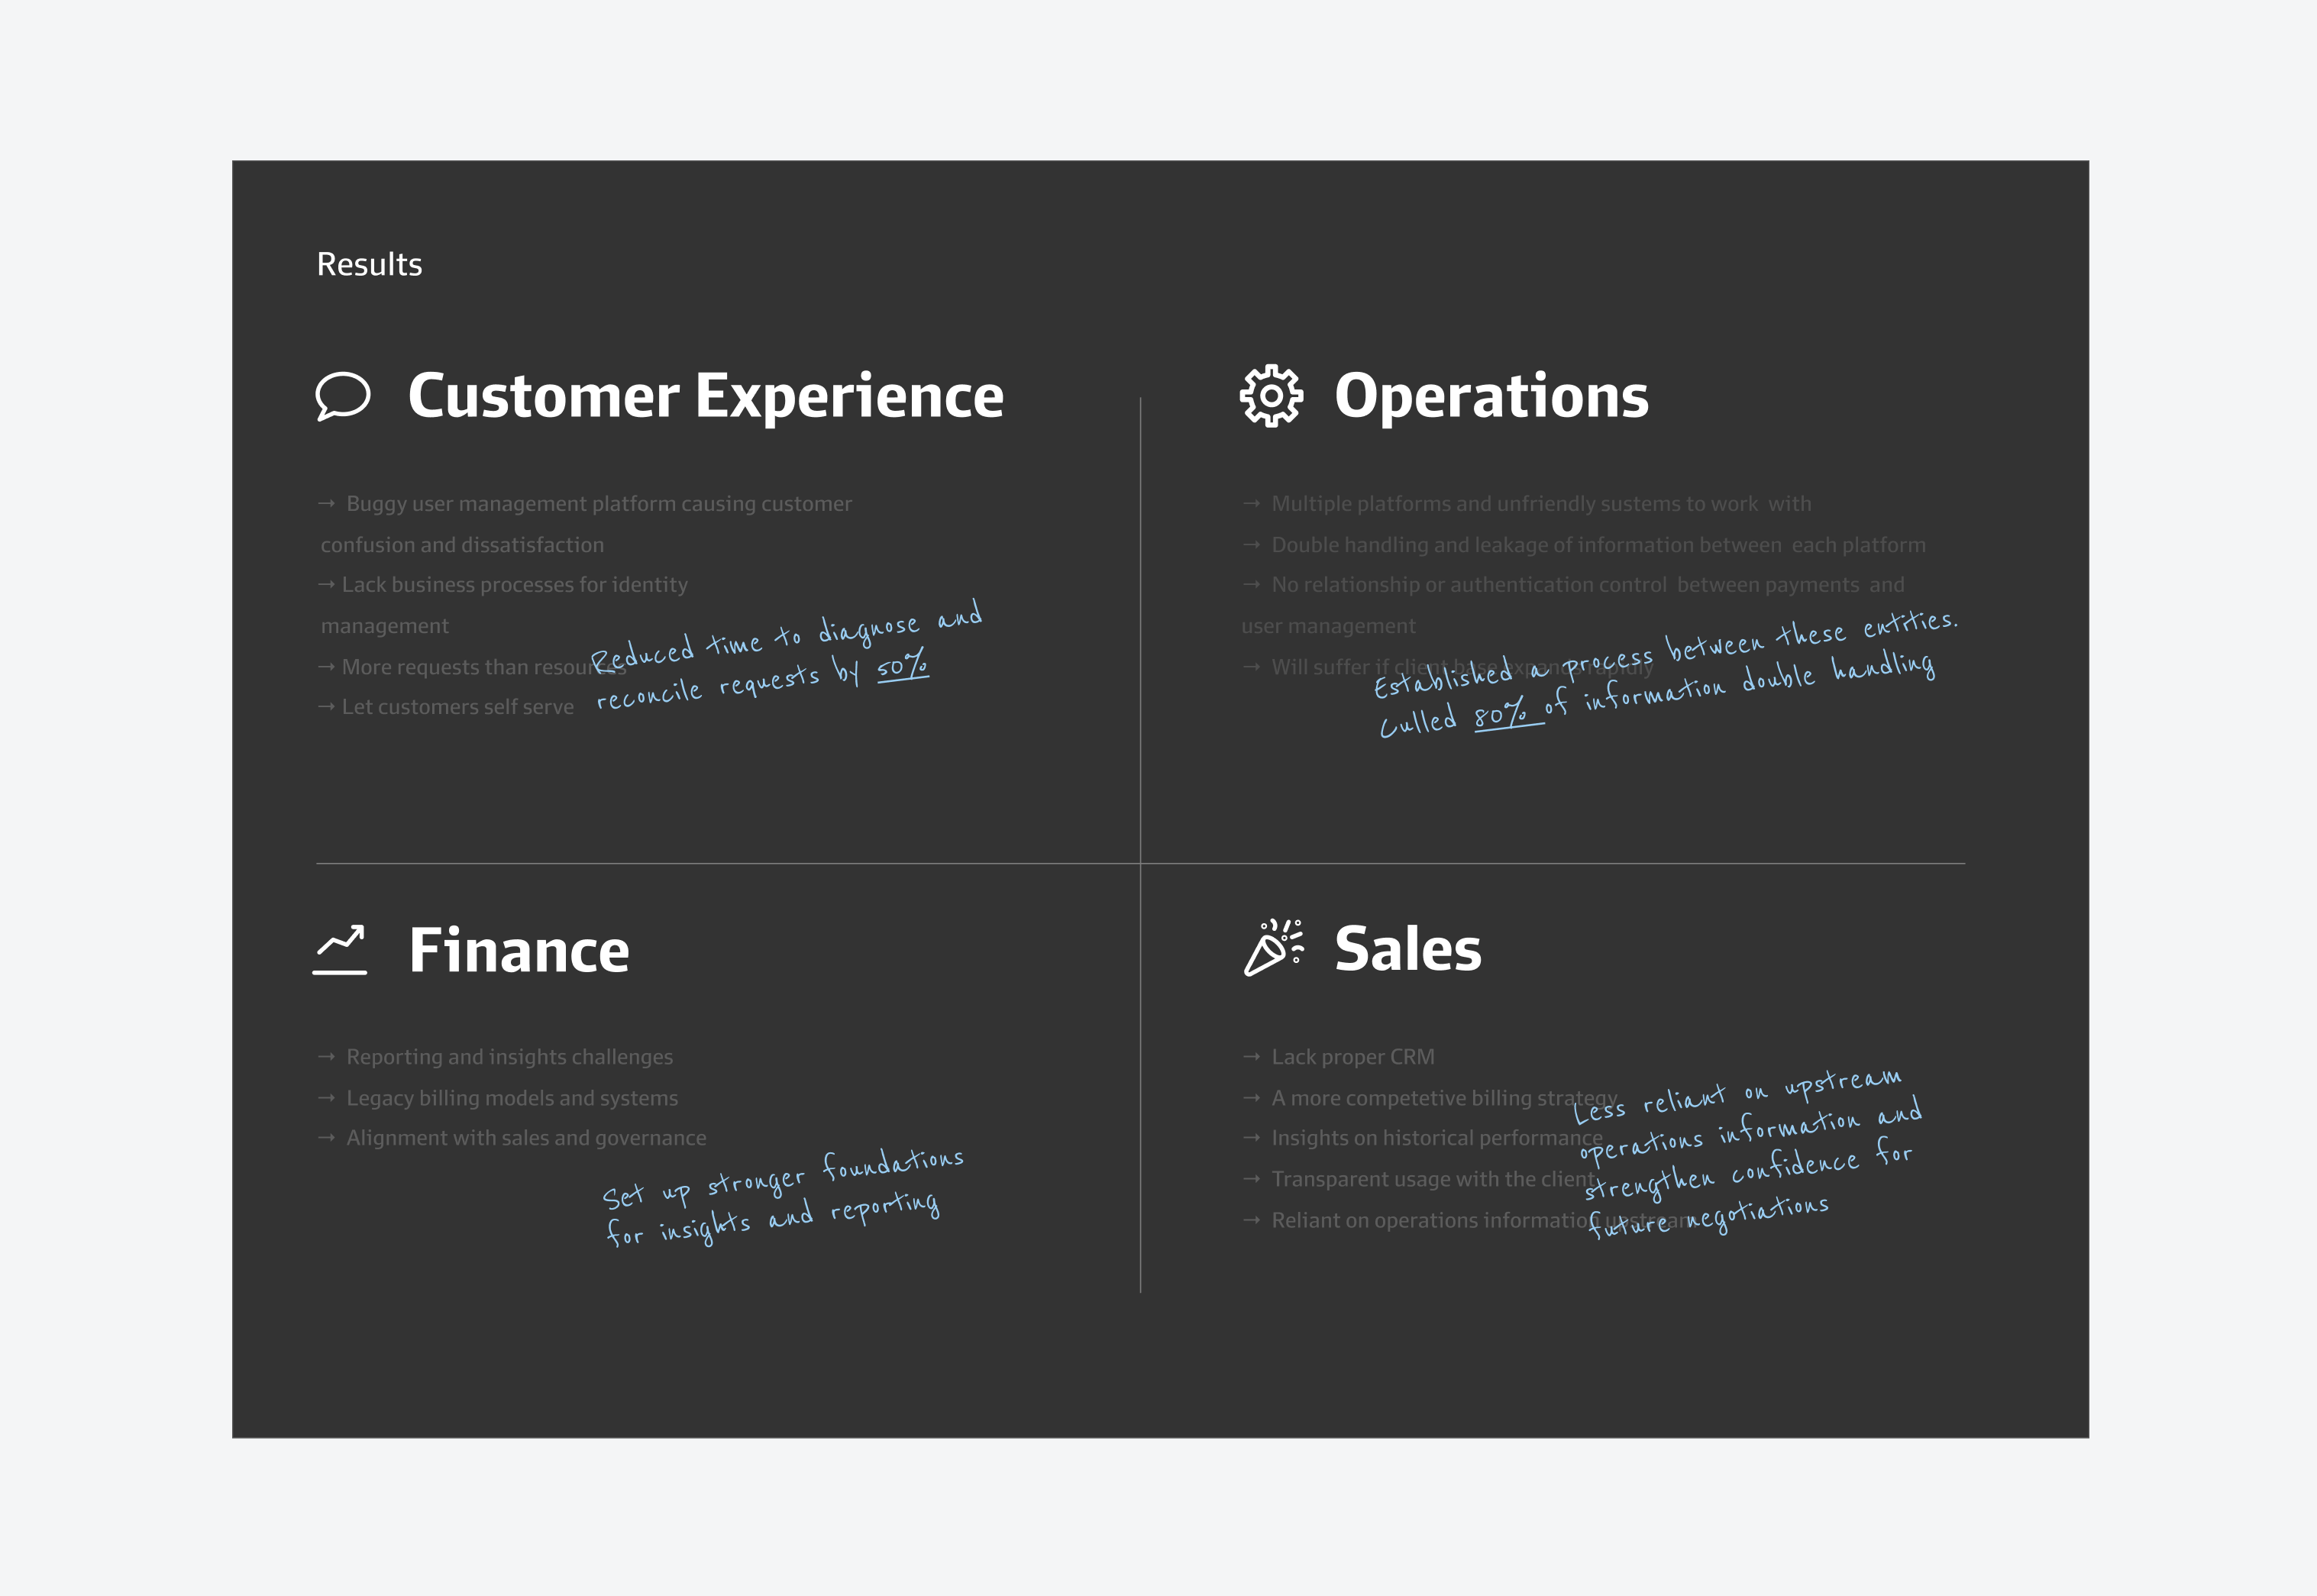 Results
Customer Experience
→ Buggy user management platform causing customer
confusion and dissatisfaction
→ Lack business processes for identity
management
→ More requests than resources
→ Let customers self serve
Reduced time to diagnose and
reconcile requests by 50%
Operations
→ Multiple platforms and unfriendly sustems to work with
→ Double handling and leakage of information between each platform
→ No relationship or authentication control between payments and
user management
→ Will suffer if client base expands rapidly
Established a process between these entities.
Culled 80% of information double handling
Finance
→ Reporting and insights challenges
→ Legacy billing models and systems
→ Alignment with sales and governance
Set up stronger foundations
for insights and reporting
Sales
→ Lack proper CRM
→ A more competetive billing strategy
→ Insights on historical performance
→ Transparent usage with the client
→ Reliant on operations information upstream
Less reliant on upstream
operations information and
strengthen confidence for
future negotiations